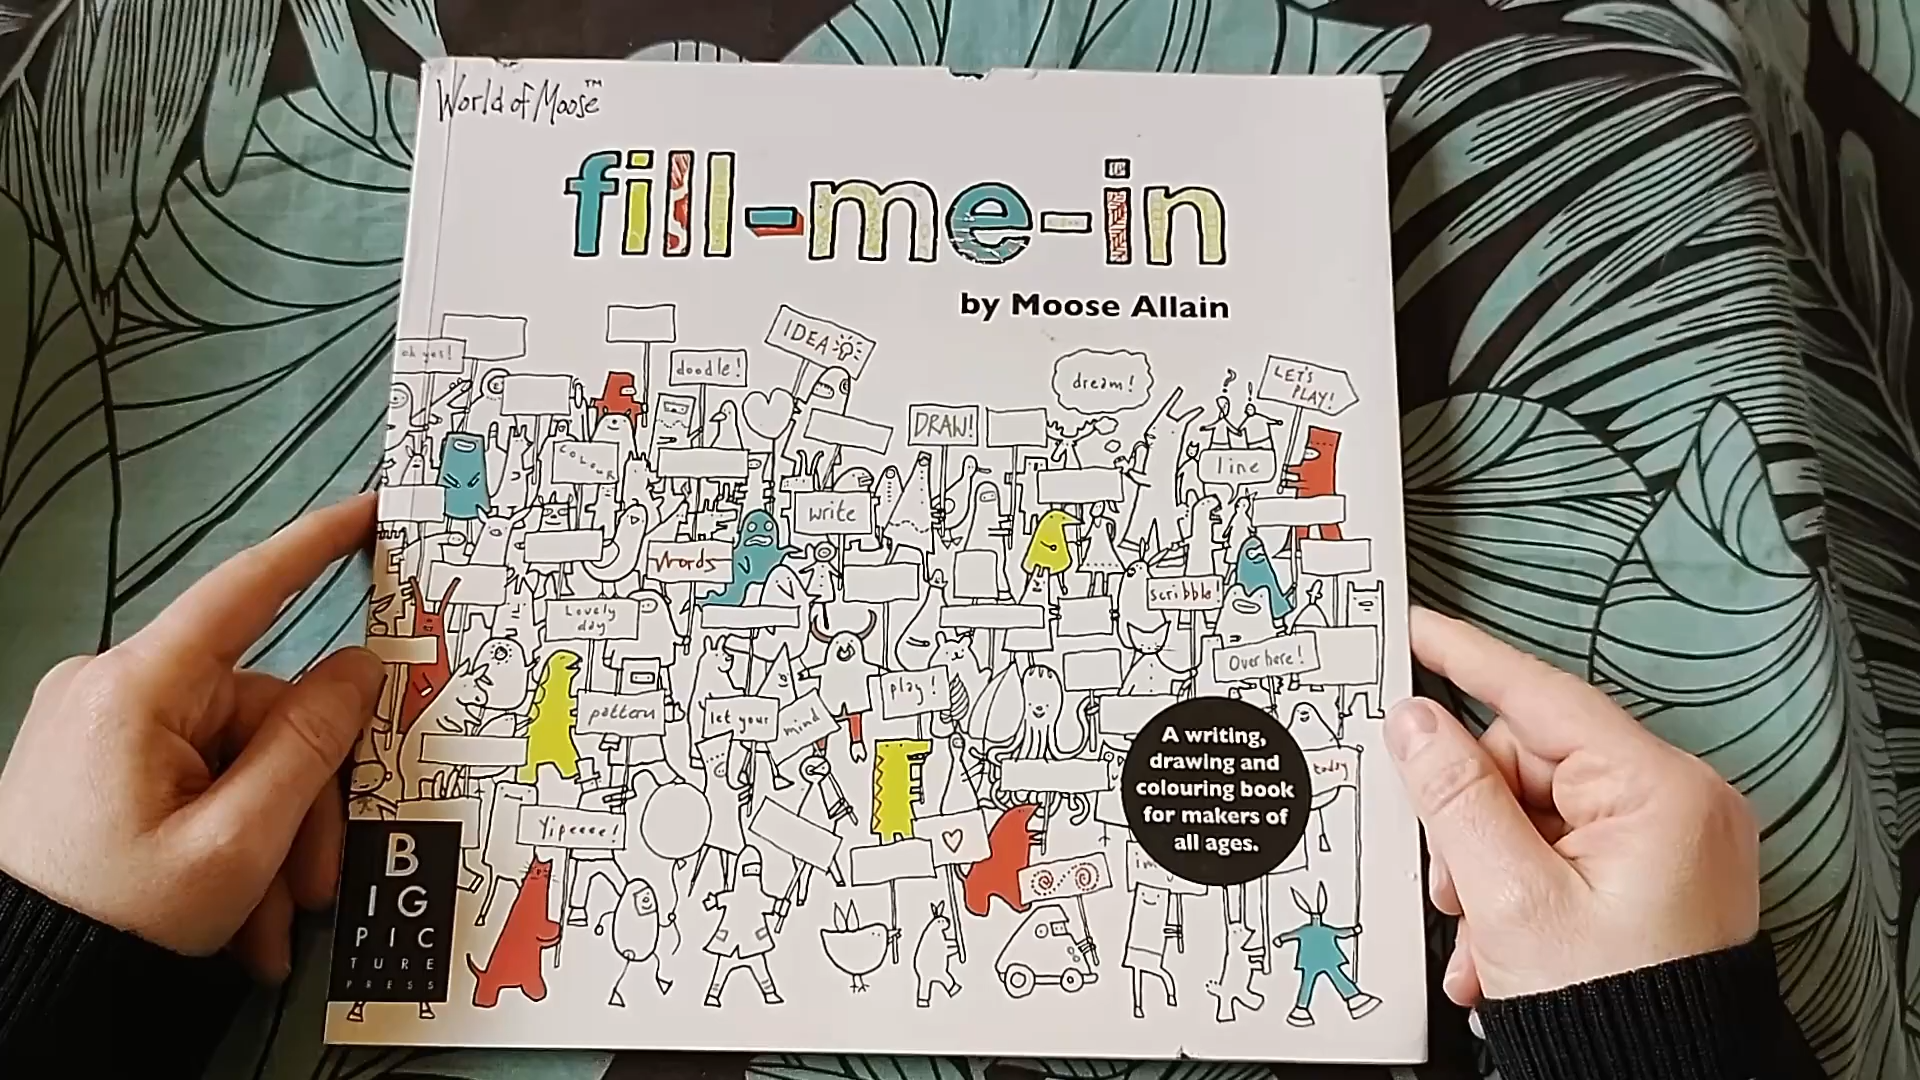 World of Moose™
fill-me-in
by Moose Allain
oh yes!
doodle!
IDEA
dream!
LET'S
PLAY!
DRAW!
COLOUR
line
write
Words
scribble!
Lovely
day
Over here!
play!
pattern
let your
mind
A writing,
drawing and
colouring book
for makers of
all ages.
today
Yipeeee!
B
IG
PIC
TURE
PRESS